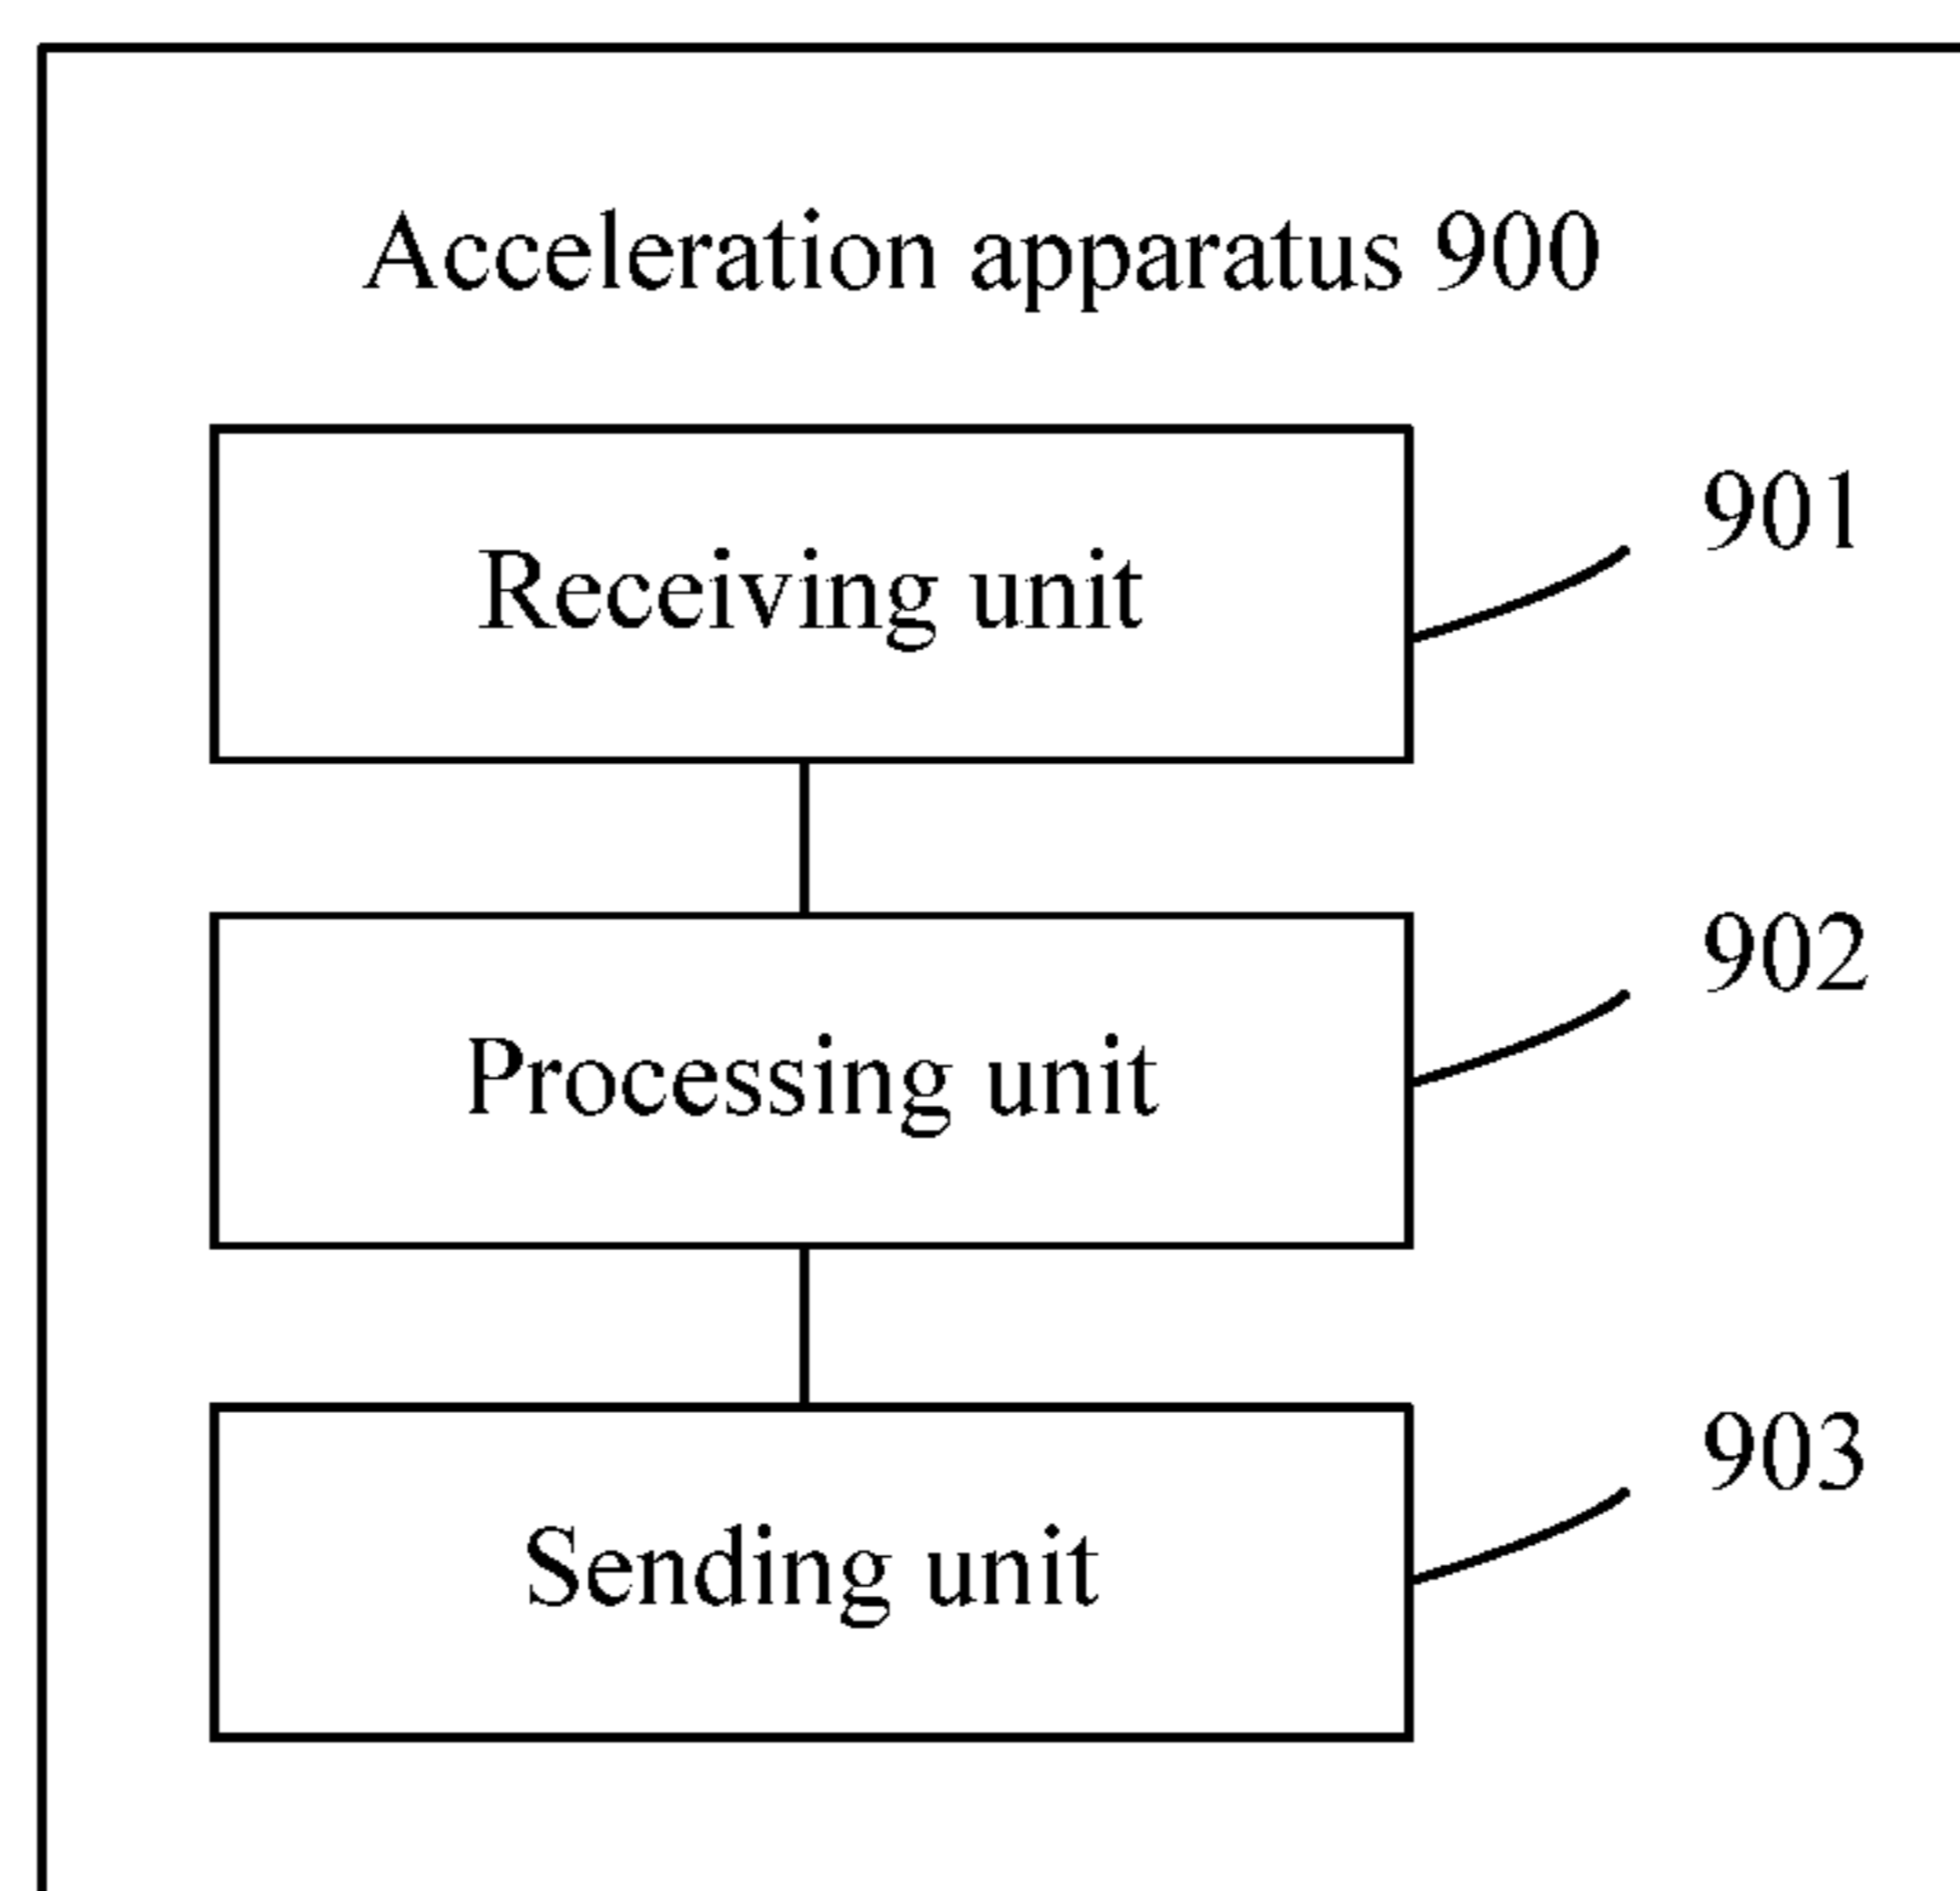 Acceleration apparatus 900
Receiving unit
901
Processing unit
902
Sending unit
903